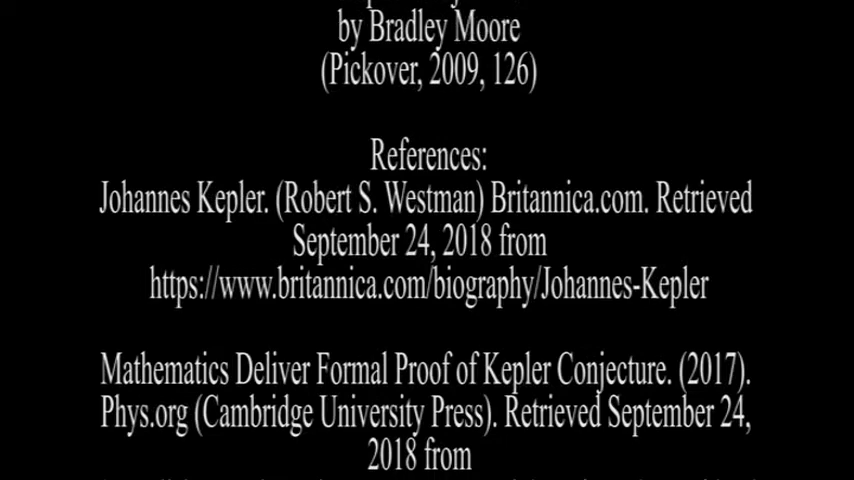 by Bradley Moore
(Pickover, 2009, 126)
References:
Johannes Kepler. (Robert S. Westman) Britannica.com. Retrieved
September 24, 2018 from
https://www.britannica.com/biography/Johannes-Kepler
Mathematics Deliver Formal Proof of Kepler Conjecture. (2017).
Phys.org (Cambridge University Press). Retrieved September 24,
2018 from